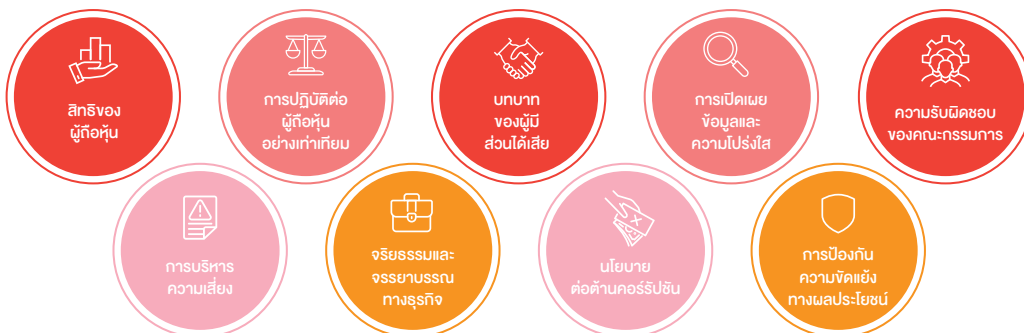 สิทธิของ
ผู้ถือหุ้น
การปฏิบัติต่อ
ผู้ถือหุ้น
อย่างเท่าเทียม
บทบาท
ของผู้มี
ส่วนได้เสีย
การเปิดเผย
ข้อมูลและ
ความโปร่งใส
ความรับผิดชอบ
ของคณะกรรมการ
การบริหาร
ความเสี่ยง
จริยธรรมและ
จรรยาบรรณ
ทางธุรกิจ
นโยบาย
ต่อต้านคอร์รัปชัน
การป้องกัน
ความขัดแย้ง
ทางผลประโยชน์